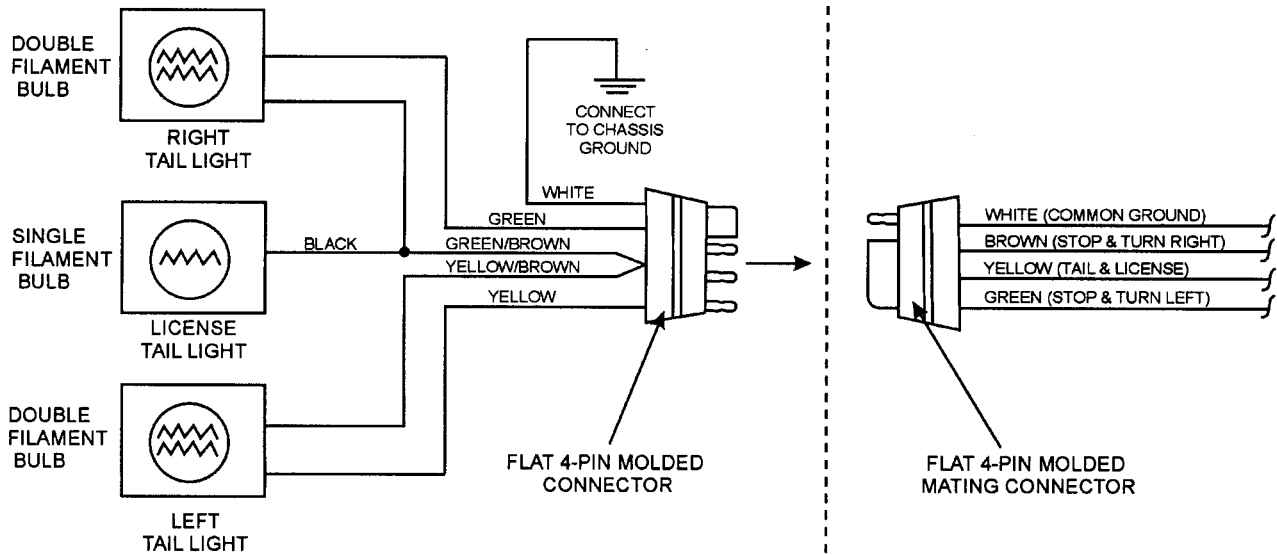 DOUBLE
FILAMENT
BULB
RIGHT
TAIL LIGHT
SINGLE
FILAMENT
BULB
LICENSE
TAIL LIGHT
DOUBLE
FILAMENT
BULB
LEFT
TAIL LIGHT
CONNECT
TO CHASSIS
GROUND
WHITE
GREEN
BLACK
GREEN/BROWN
YELLOW/BROWN
YELLOW
FLAT 4-PIN MOLDED
CONNECTOR
WHITE (COMMON GROUND)
BROWN (STOP & TURN RIGHT)
YELLOW (TAIL & LICENSE)
GREEN (STOP & TURN LEFT)
FLAT 4-PIN MOLDED
MATING CONNECTOR